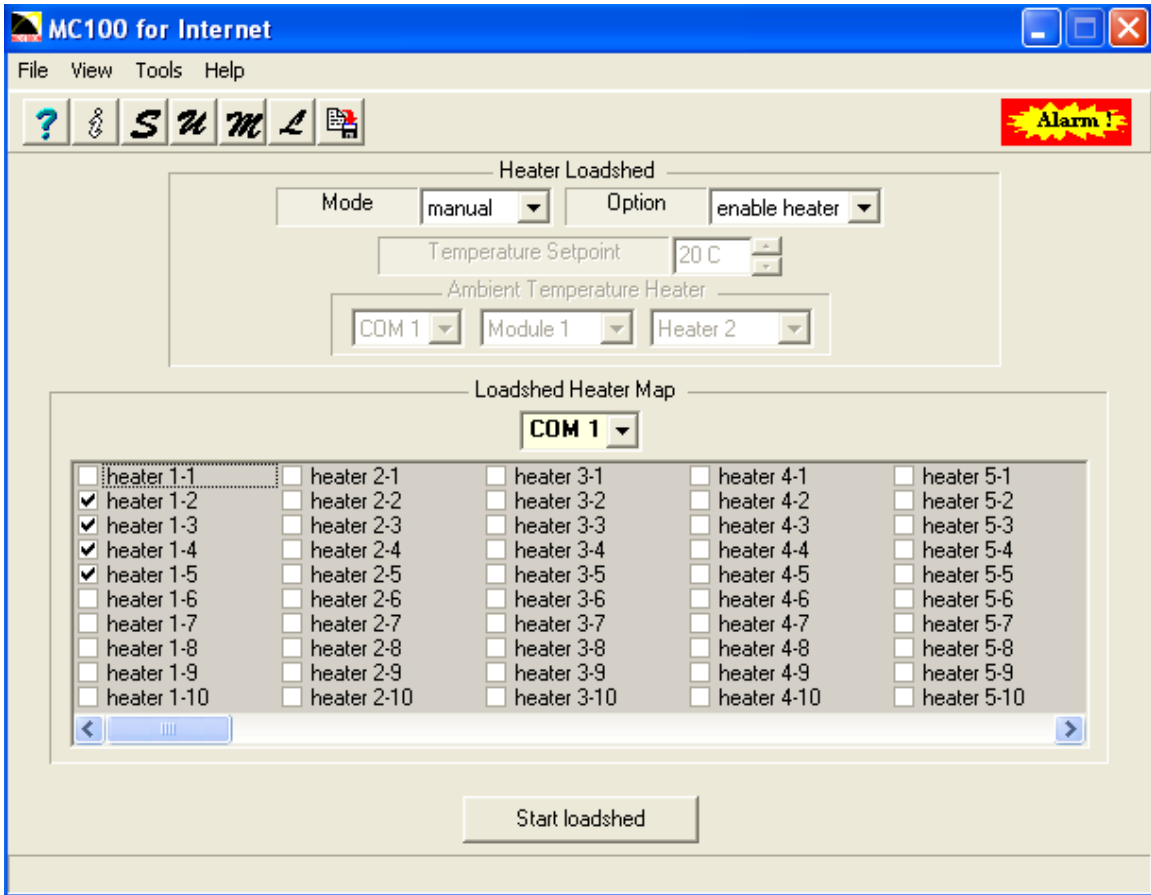 MC100 for Internet
File View Tools Help
? i S U M L Alarm !
Heater Loadshed
Mode manual Option enable heater
Temperature Setpoint 20 C
Ambient Temperature Heater
COM 1 Module 1 Heater 2
Loadshed Heater Map
COM 1
heater 1-1 heater 2-1 heater 3-1 heater 4-1 heater 5-1
heater 1-2 heater 2-2 heater 3-2 heater 4-2 heater 5-2
heater 1-3 heater 2-3 heater 3-3 heater 4-3 heater 5-3
heater 1-4 heater 2-4 heater 3-4 heater 4-4 heater 5-4
heater 1-5 heater 2-5 heater 3-5 heater 4-5 heater 5-5
heater 1-6 heater 2-6 heater 3-6 heater 4-6 heater 5-6
heater 1-7 heater 2-7 heater 3-7 heater 4-7 heater 5-7
heater 1-8 heater 2-8 heater 3-8 heater 4-8 heater 5-8
heater 1-9 heater 2-9 heater 3-9 heater 4-9 heater 5-9
heater 1-10 heater 2-10 heater 3-10 heater 4-10 heater 5-10
Start loadshed